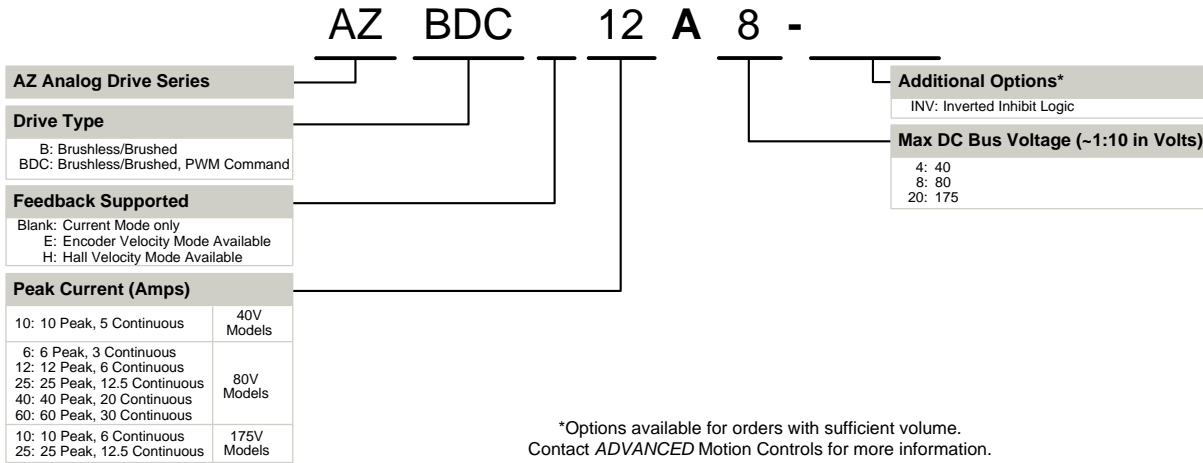 AZ BDC 12 A 8 -
AZ Analog Drive Series
Drive Type
B: Brushless/Brushed
BDC: Brushless/Brushed, PWM Command
Feedback Supported
Blank: Current Mode only
E: Encoder Velocity Mode Available
H: Hall Velocity Mode Available
Peak Current (Amps)
10: 10 Peak, 5 Continuous
40V
Models
6: 6 Peak, 3 Continuous
12: 12 Peak, 6 Continuous
25: 25 Peak, 12.5 Continuous
40: 40 Peak, 20 Continuous
60: 60 Peak, 30 Continuous
80V
Models
10: 10 Peak, 6 Continuous
25: 25 Peak, 12.5 Continuous
175V
Models
Additional Options*
INV: Inverted Inhibit Logic
Max DC Bus Voltage (~1:10 in Volts)
4: 40
8: 80
20: 175
*Options available for orders with sufficient volume.
Contact ADVANCED Motion Controls for more information.